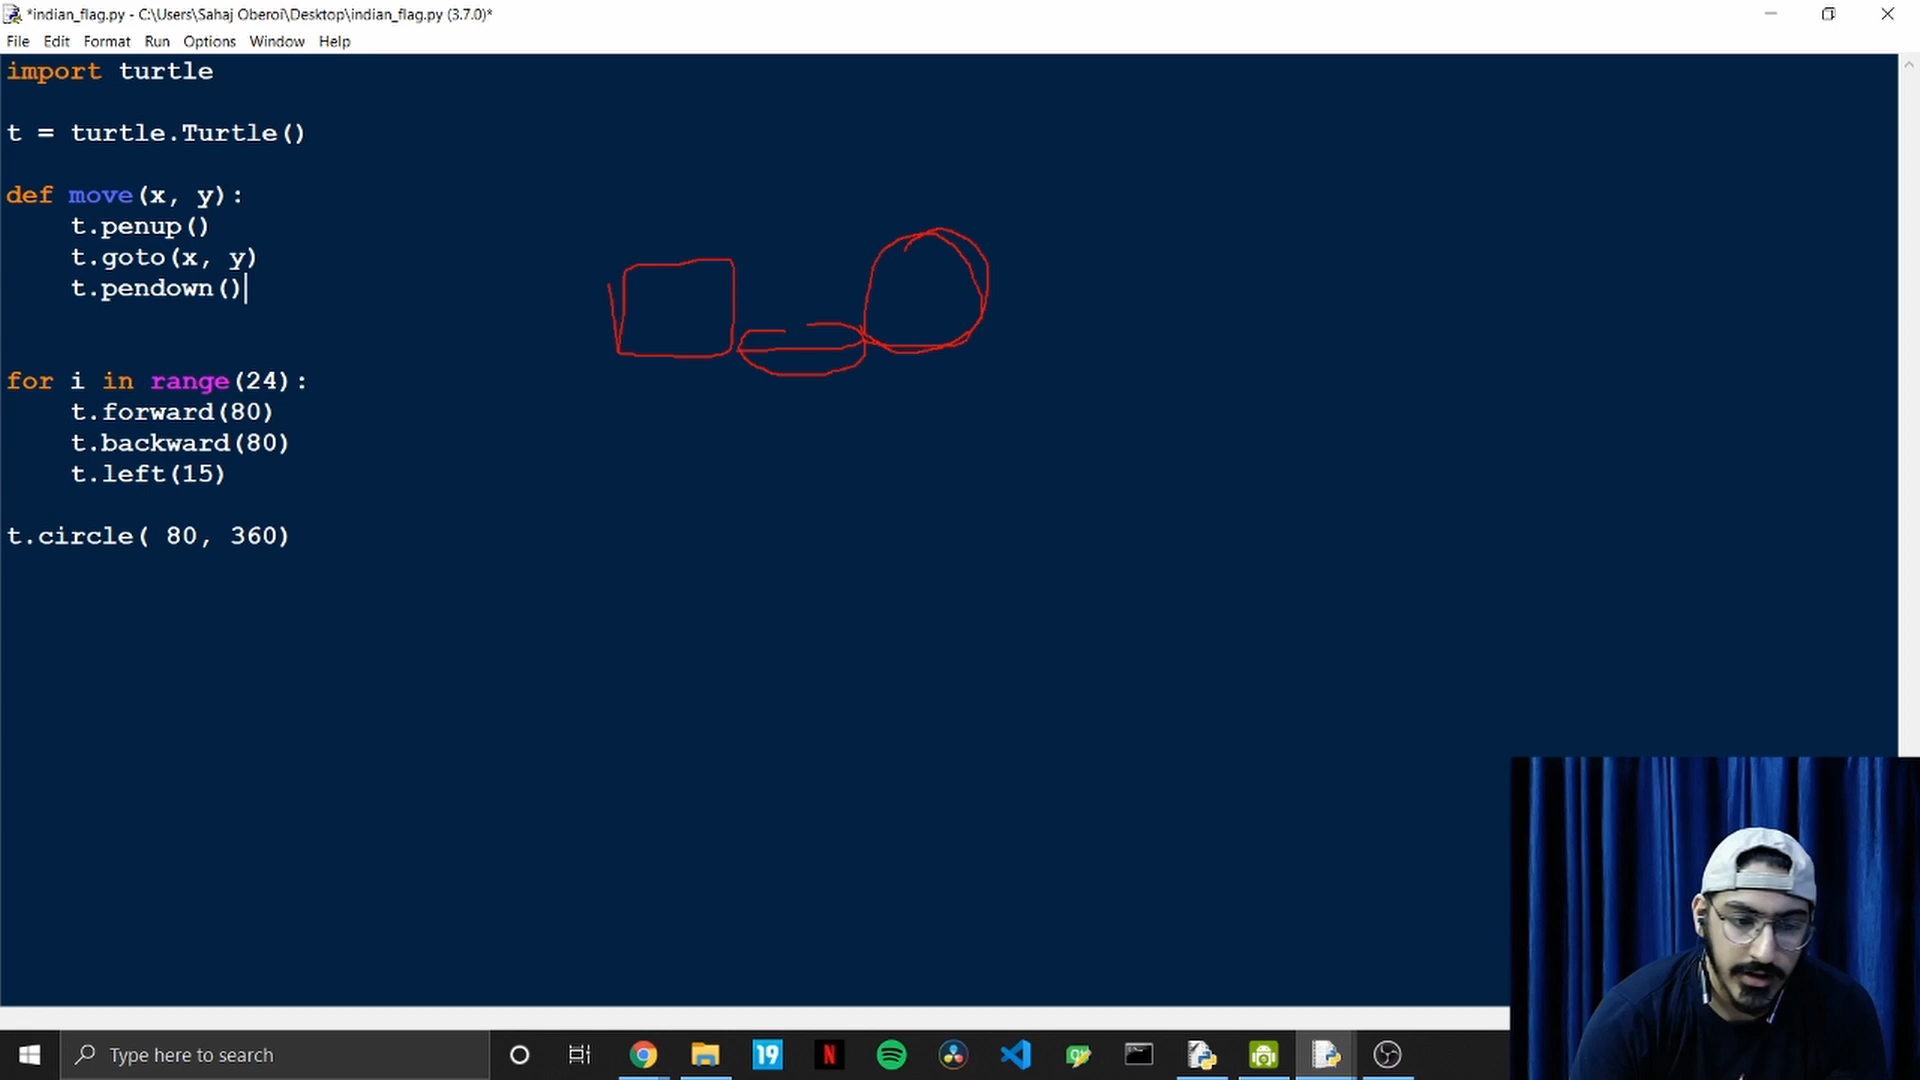 *indian_flag.py - C:\Users\Sahaj Oberoi\Desktop\indian_flag.py (3.7.0)*
File Edit Format Run Options Window Help
import turtle
t = turtle.Turtle()
def move(x, y):
    t.penup()
    t.goto(x, y)
    t.pendown()
for i in range(24):
    t.forward(80)
    t.backward(80)
    t.left(15)
t.circle( 80, 360)
Type here to search
19
N